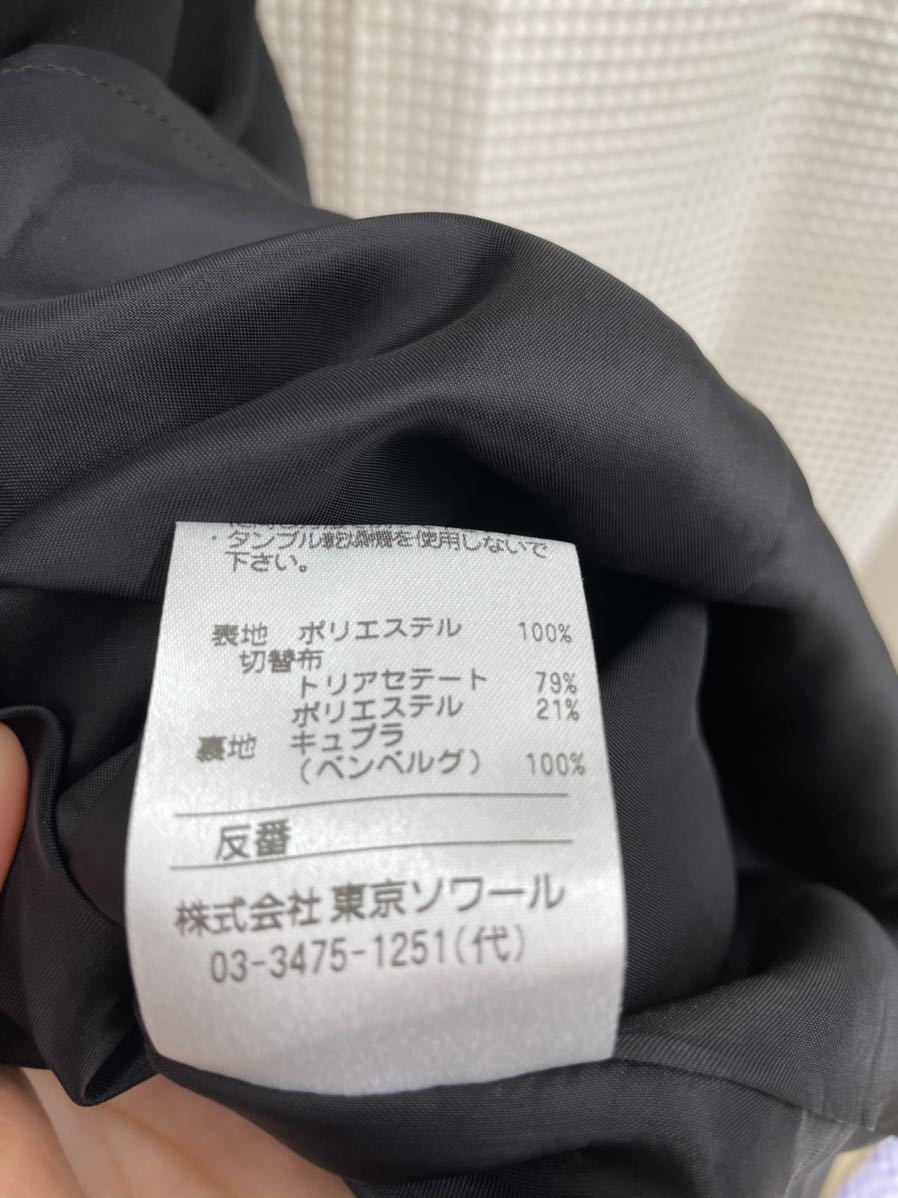 ・タンブル乾燥機を使用しないで
下さい。
表地 ポリエステル 100%
切替布
トリアセテート 79%
ポリエステル 21%
裏地 キュプラ
(ベンベルグ) 100%
反番
株式会社 東京ソワール
03-3475-1251(代)